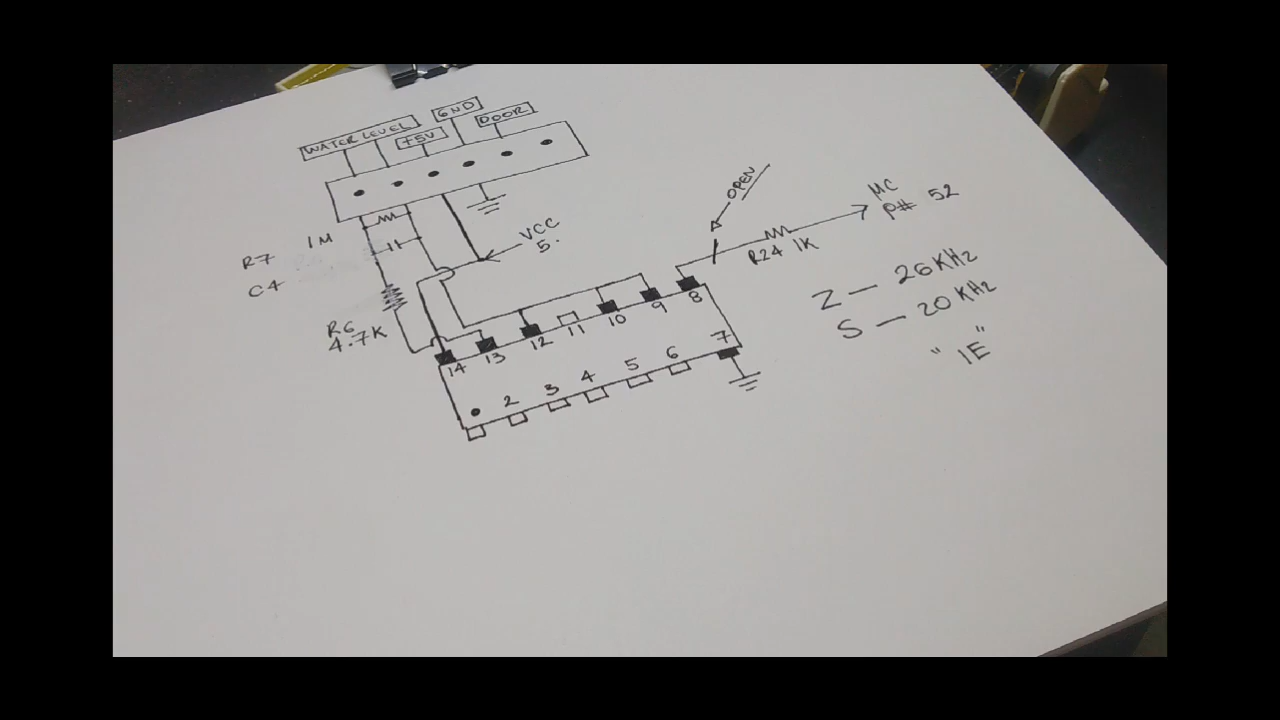 WATER LEVEL
+5V
GND
DOOR
OPEN
MC
P# 52
R24 1K
VCC
5.
1M
R7
C4
R6
4.7K
14
13
12
11
10
9
8
2
3
4
5
6
7
Z — 26KHz
S — 20KHz
" IE "